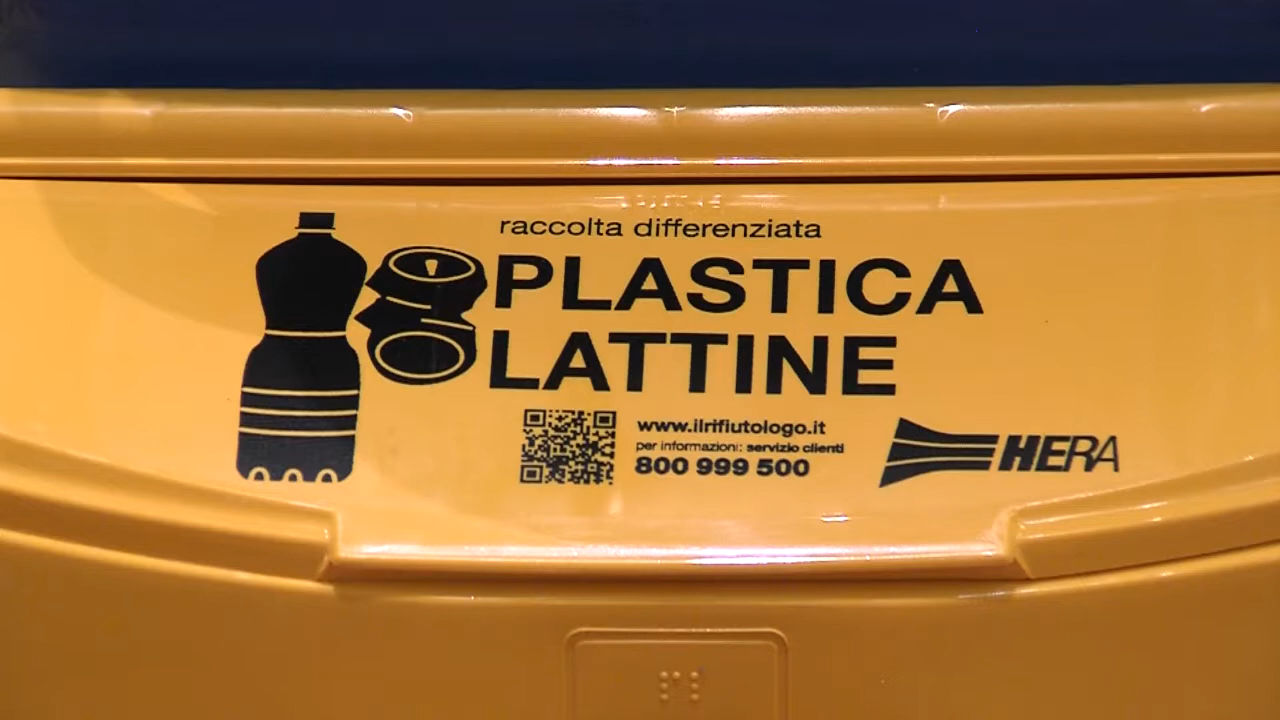 raccolta differenziata
PLASTICA
LATTINE
www.ilrifiutologo.it
per informazioni: servizio clienti
800 999 500
HERA